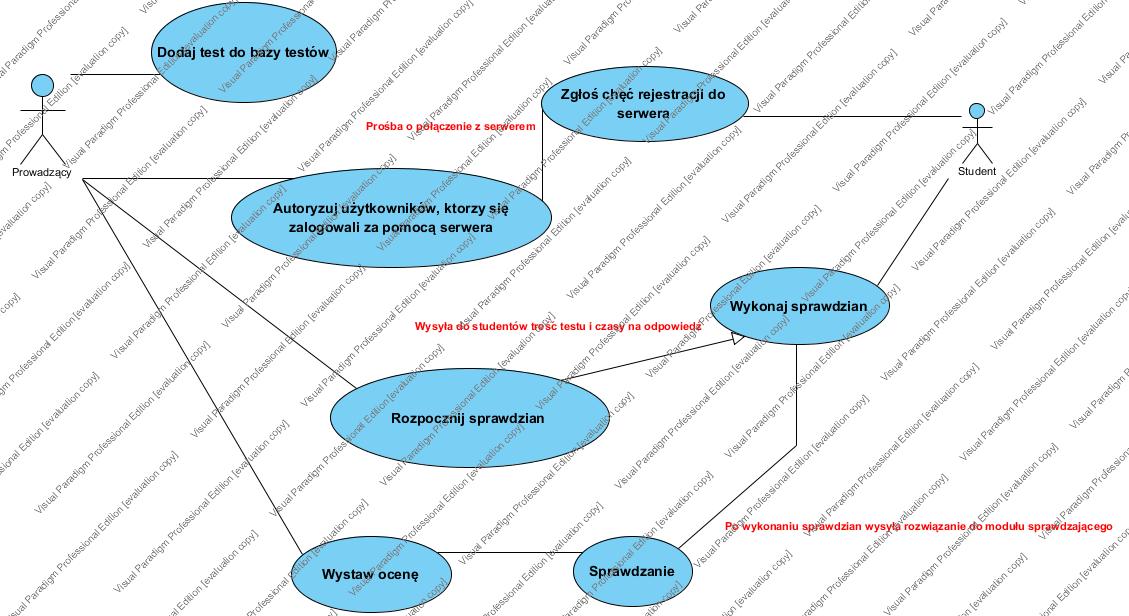 Dodaj test do bazy testów
Zgłoś chęć rejestracji do
serwera
Prośba o połączenie z serwerem
Prowadzący
Student
Autoryzuj użytkowników, ktorzy się
zalogowali za pomocą serwera
Wykonaj sprawdzian
Wysyła do studentów treść testu i czasy na odpowiedź
Rozpocznij sprawdzian
Po wykonaniu sprawdzian wysyła rozwiązanie do modułu sprawdzającego
Wystaw ocenę
Sprawdzanie
Visual Paradigm Professional Edition [evaluation copy]